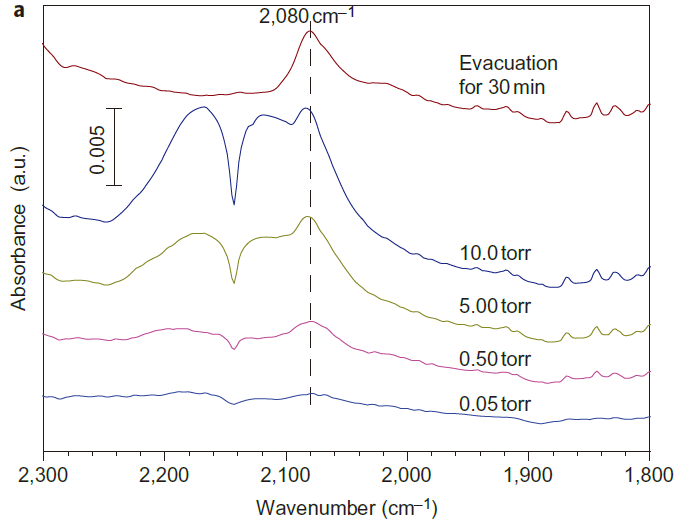 a
2,080 cm−1
Evacuation
for 30 min
0.005
10.0 torr
5.00 torr
0.50 torr
0.05 torr
Absorbance (a.u.)
2,300 2,200 2,100 2,000 1,900 1,800
Wavenumber (cm−1)